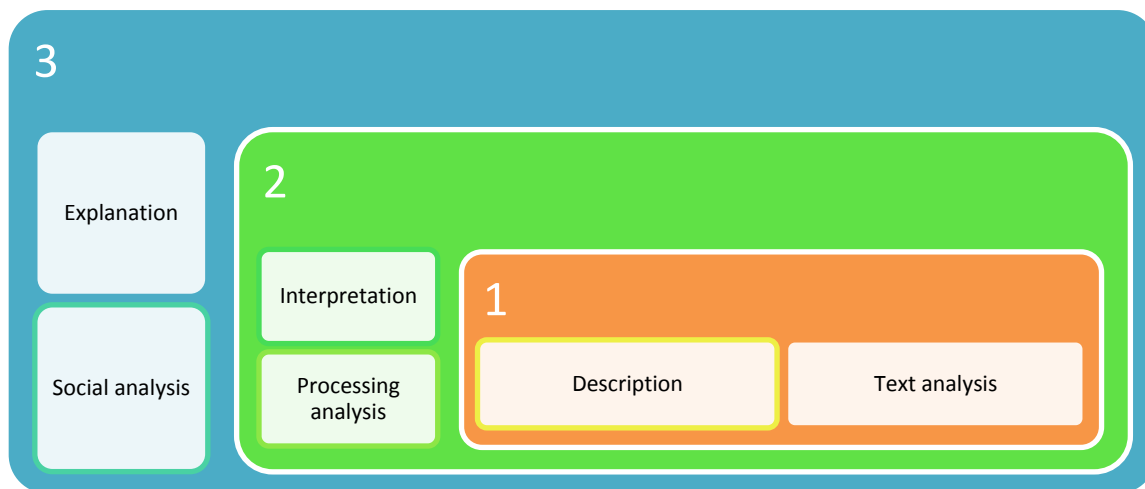 3
Explanation
Social analysis
2
Interpretation
Processing
analysis
1
Description
Text analysis